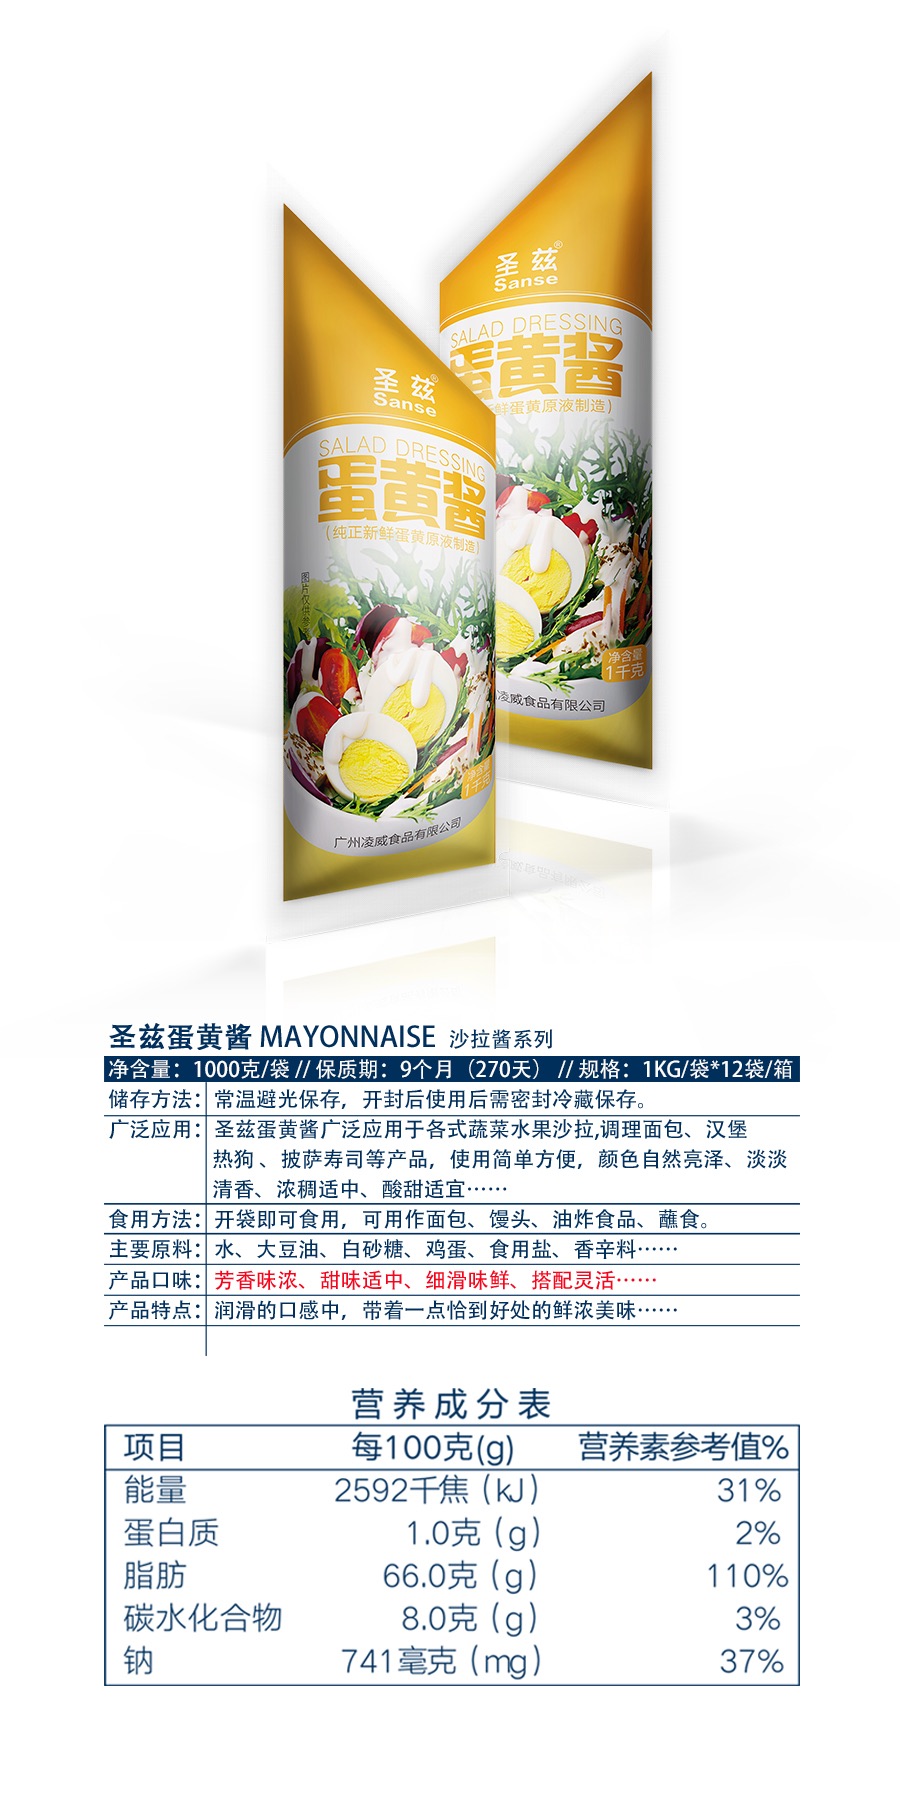 圣兹®
Sanse
SALAD DRESSING
蛋黄酱
鲜蛋黄原液制造）
净含量
1千克
凌威食品有限公司
圣兹®
Sanse
SALAD DRESSING
蛋黄酱
（纯正新鲜蛋黄原液制造）
图片仅供参考
净含量
1千克
广州凌威食品有限公司
圣兹蛋黄酱 MAYONNAISE 沙拉酱系列
净含量：1000克/袋 // 保质期：9个月（270天） // 规格：1KG/袋*12袋/箱
储存方法：常温避光保存，开封后使用后需密封冷藏保存。
广泛应用：圣兹蛋黄酱广泛应用于各式蔬菜水果沙拉,调理面包、汉堡
热狗 、披萨寿司等产品，使用简单方便，颜色自然亮泽、淡淡
清香、浓稠适中、酸甜适宜……
食用方法：开袋即可食用，可用作面包、馒头、油炸食品、蘸食。
主要原料：水、大豆油、白砂糖、鸡蛋、食用盐、香辛料……
产品口味：芳香味浓、甜味适中、细滑味鲜、搭配灵活……
产品特点：润滑的口感中，带着一点恰到好处的鲜浓美味……
营养成分表
项目 每100克(g) 营养素参考值%
能量 2592千焦（kJ） 31%
蛋白质 1.0克（g） 2%
脂肪 66.0克（g） 110%
碳水化合物 8.0克（g） 3%
钠 741毫克（mg） 37%